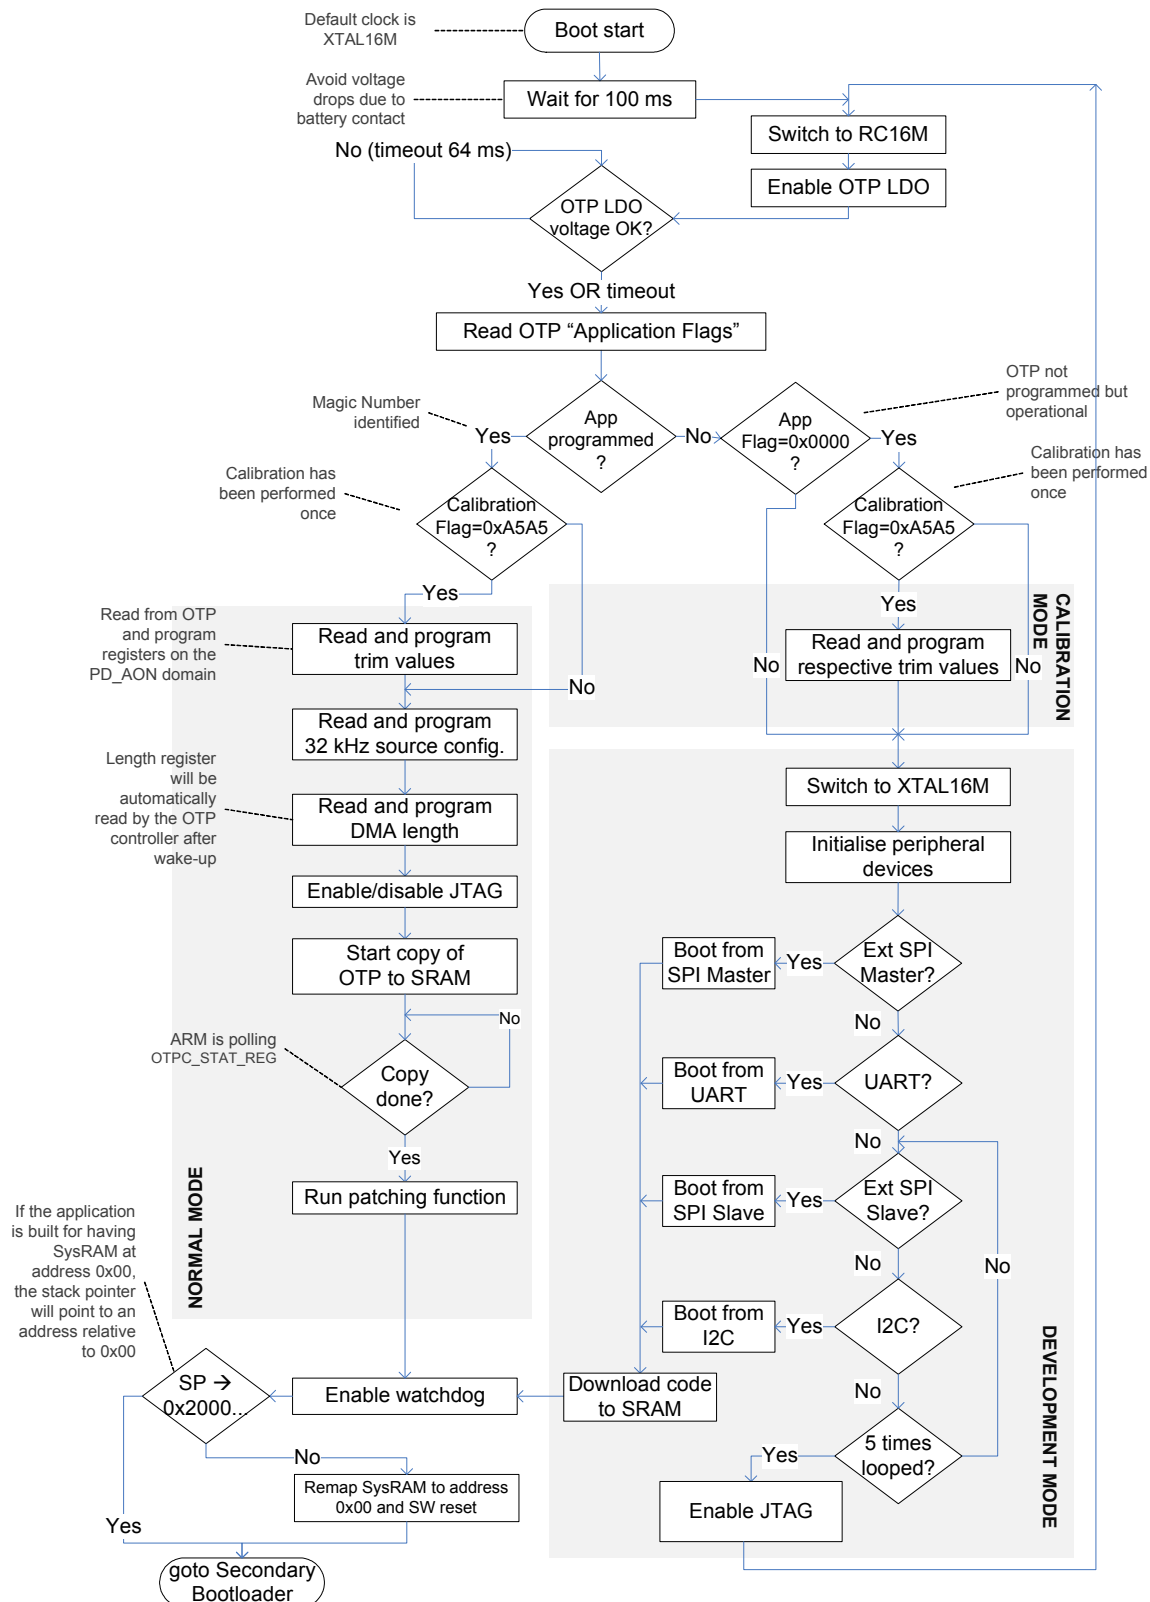 Default clock is
XTAL16M
Boot start
Avoid voltage
drops due to
battery contact
Wait for 100 ms
Switch to RC16M
Enable OTP LDO
No (timeout 64 ms)
OTP LDO
voltage OK?
Yes OR timeout
Read OTP “Application Flags”
Magic Number
identified
App
programmed
?
Yes
No
App
Flag=0x0000
?
Yes
OTP not
programmed but
operational
Calibration has
been performed
once
Calibration
Flag=0xA5A5
?
Calibration
Flag=0xA5A5
?
Calibration has
been performed
once
Yes
Yes
CALIBRATION
MODE
Read from OTP
and program
registers on the
PD_AON domain
Read and program
trim values
No
No
Read and program
respective trim values
No
Read and program
32 kHz source config.
Length register
will be
automatically
read by the OTP
controller after
wake-up
Read and program
DMA length
Switch to XTAL16M
Initialise peripheral
devices
Enable/disable JTAG
Start copy of
OTP to SRAM
Boot from
SPI Master
Yes
Ext SPI
Master?
No
No
ARM is polling
OTPC_STAT_REG
Copy
done?
Boot from
UART
Yes
UART?
Yes
No
NORMAL MODE
Run patching function
Boot from
SPI Slave
Yes
Ext SPI
Slave?
No
No
If the application
is built for having
SysRAM at
address 0x00,
the stack pointer
will point to an
address relative
to 0x00
Boot from
I2C
Yes
I2C?
No
DEVELOPMENT MODE
SP →
0x2000...
Enable watchdog
Download code
to SRAM
5 times
looped?
Yes
No
Remap SysRAM to address
0x00 and SW reset
Enable JTAG
Yes
goto Secondary
Bootloader